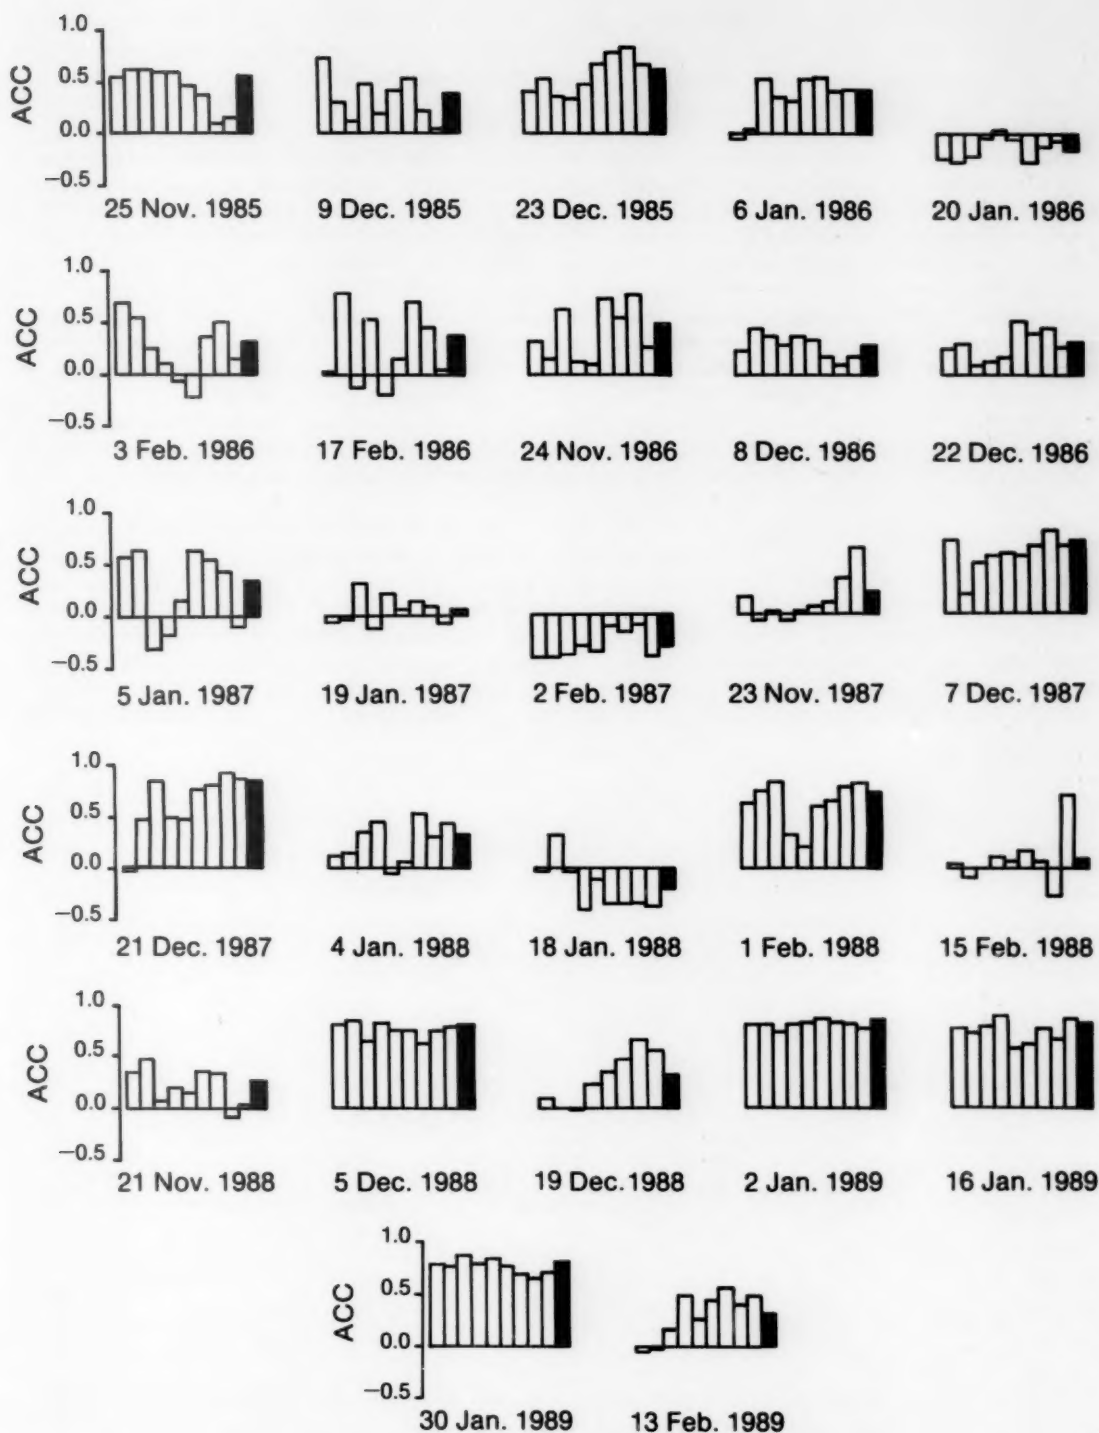 1.0
ACC
0.5
0.0
−0.5
25 Nov. 1985 9 Dec. 1985 23 Dec. 1985 6 Jan. 1986 20 Jan. 1986
1.0
ACC
0.5
0.0
−0.5
3 Feb. 1986 17 Feb. 1986 24 Nov. 1986 8 Dec. 1986 22 Dec. 1986
1.0
ACC
0.5
0.0
−0.5
5 Jan. 1987 19 Jan. 1987 2 Feb. 1987 23 Nov. 1987 7 Dec. 1987
1.0
ACC
0.5
0.0
−0.5
21 Dec. 1987 4 Jan. 1988 18 Jan. 1988 1 Feb. 1988 15 Feb. 1988
1.0
ACC
0.5
0.0
−0.5
21 Nov. 1988 5 Dec. 1988 19 Dec. 1988 2 Jan. 1989 16 Jan. 1989
1.0
ACC
0.5
0.0
−0.5
30 Jan. 1989 13 Feb. 1989